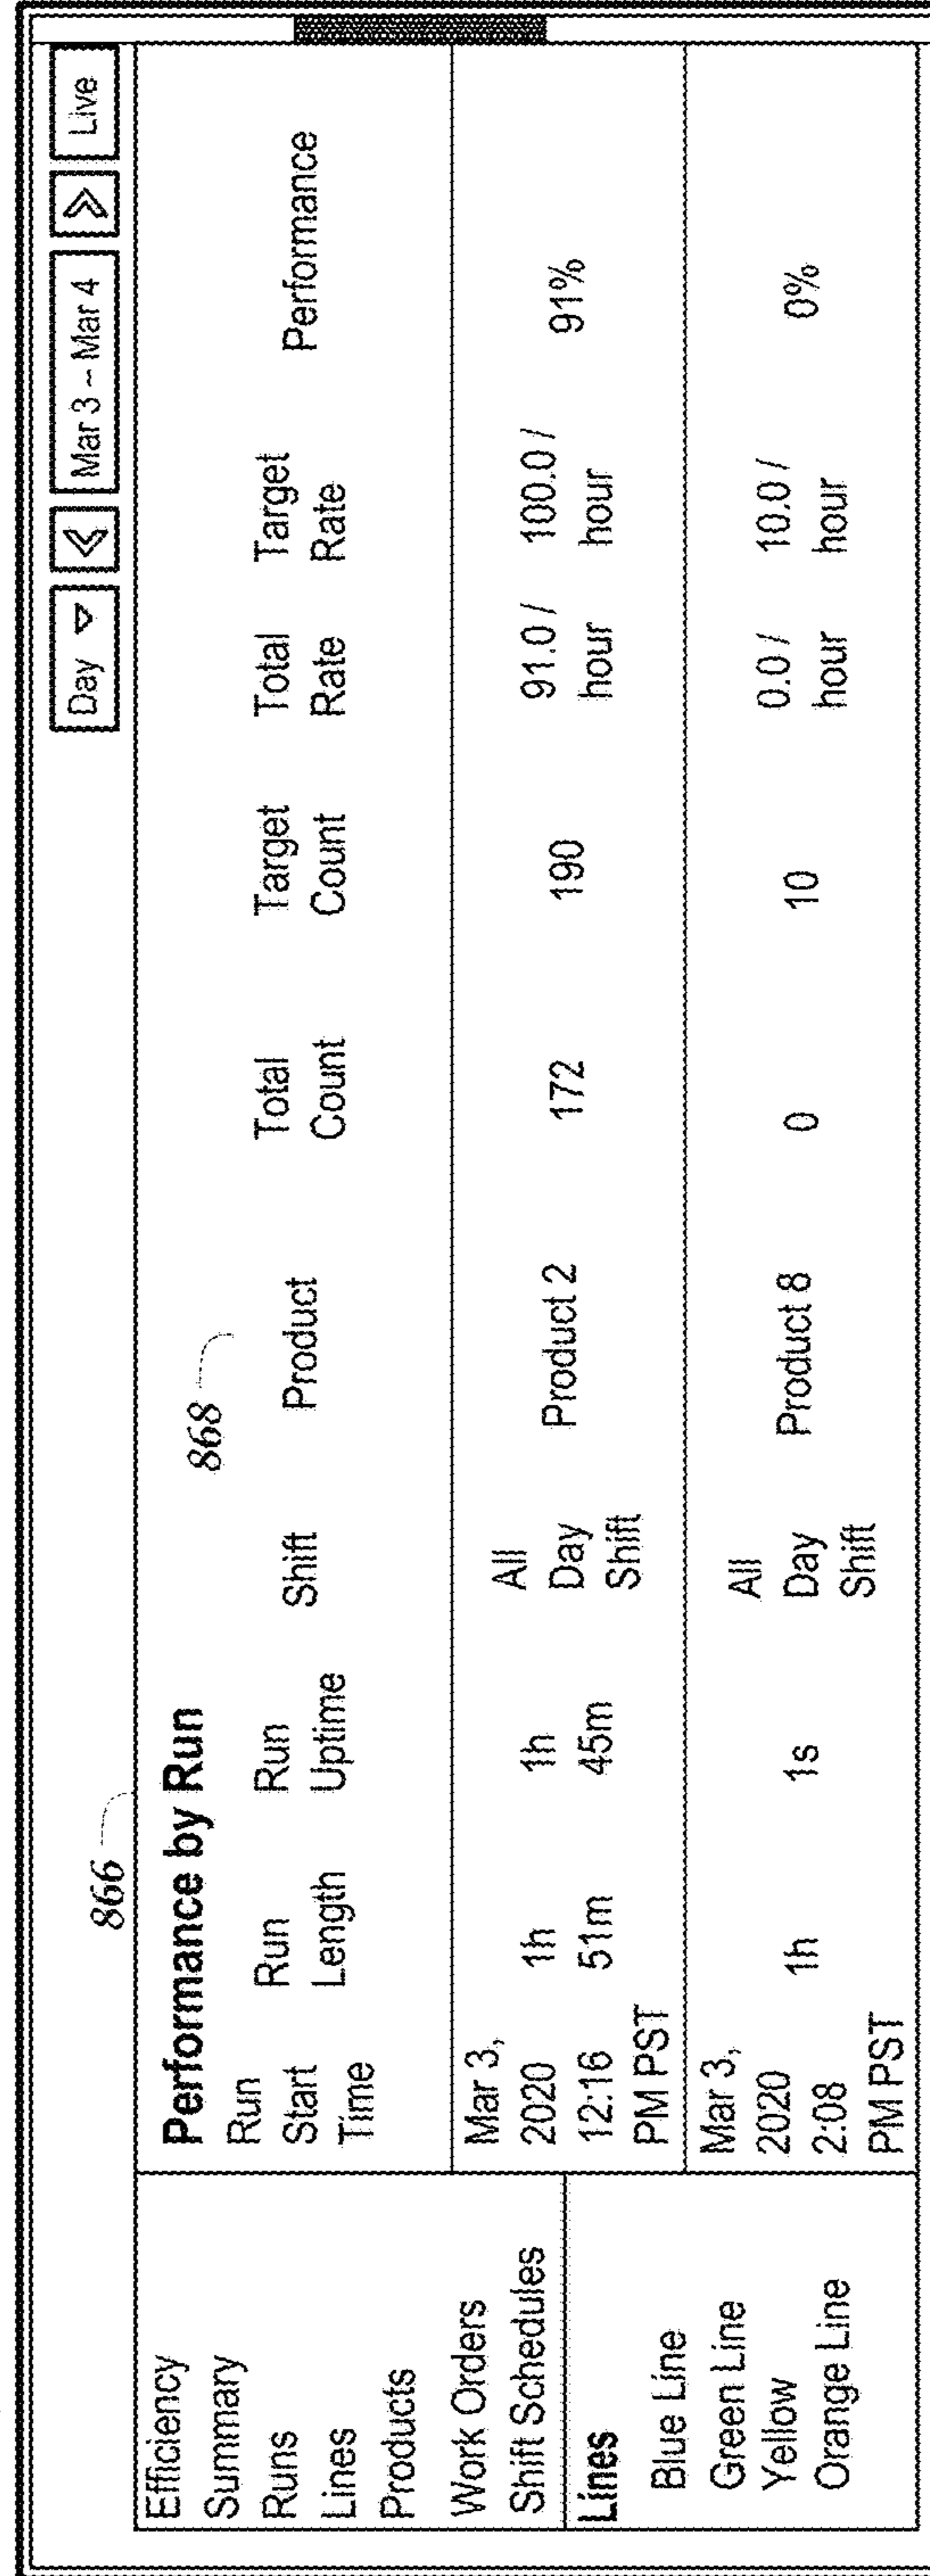 Day
Mar 3 – Mar 4
Live
866
Efficiency
Summary
Runs
Lines
Products
Work Orders
Shift Schedules
Lines
Blue Line
Green Line
Yellow
Orange Line
Performance by Run
868
Run
Start
Time
Run
Length
Run
Uptime
Shift
Product
Total
Count
Target
Count
Total
Rate
Target
Rate
Performance
Mar 3,
2020
12:16
PM PST
1h
51m
1h
45m
All
Day
Shift
Product 2
172
190
91.0 /
hour
100.0 /
hour
91%
Mar 3,
2020
2:08
PM PST
1h
1s
All
Day
Shift
Product 8
0
10
0.0 /
hour
10.0 /
hour
0%